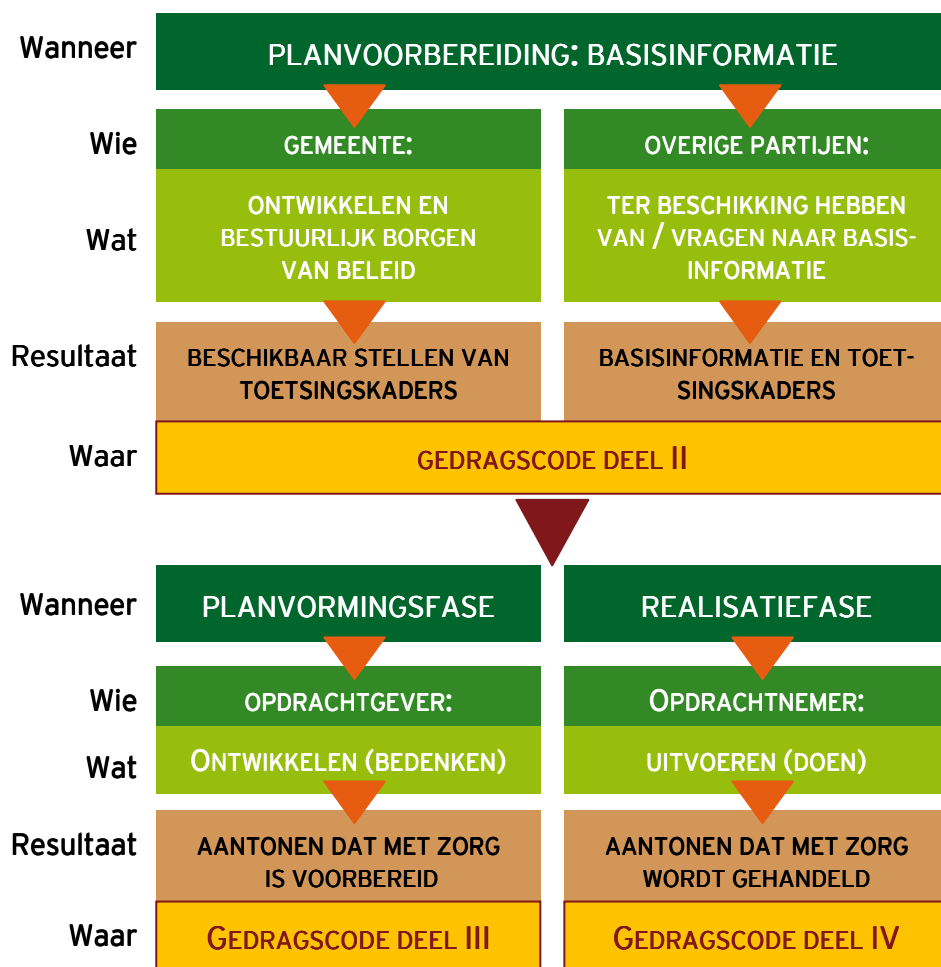 Wanneer
PLANVOORBEREIDING: BASISINFORMATIE
Wie
GEMEENTE:
OVERIGE PARTIJEN:
Wat
ONTWIKKELEN EN
BESTUURLIJK BORGEN
VAN BELEID
TER BESCHIKKING HEBBEN
VAN / VRAGEN NAAR BASIS-
INFORMATIE
Resultaat
BESCHIKBAAR STELLEN VAN
TOETSINGSKADERS
BASISINFORMATIE EN TOET-
SINGSKADERS
Waar
GEDRAGSCODE DEEL II
Wanneer
PLANVORMINGSFASE
REALISATIEFASE
Wie
OPDRACHTGEVER:
OPDRACHTNEMER:
Wat
ONTWIKKELEN (BEDENKEN)
UITVOEREN (DOEN)
Resultaat
AANTONEN DAT MET ZORG
IS VOORBEREID
AANTONEN DAT MET ZORG
WORDT GEHANDELD
Waar
GEDRAGSCODE DEEL III
GEDRAGSCODE DEEL IV